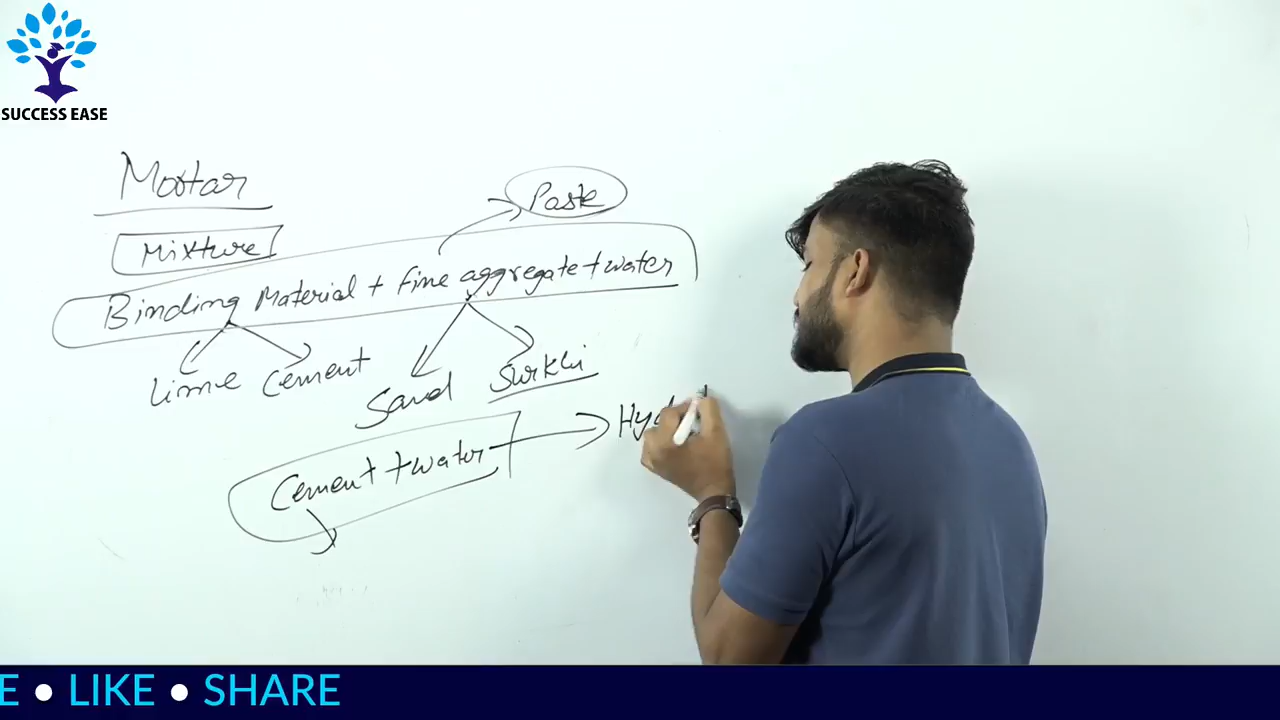 SUCCESS EASE
Mortar
Paste
Mixture
Binding Material + fine aggregate + water
Lime Cement Sand Surkhi
Cement + water Hyd
E • LIKE • SHARE